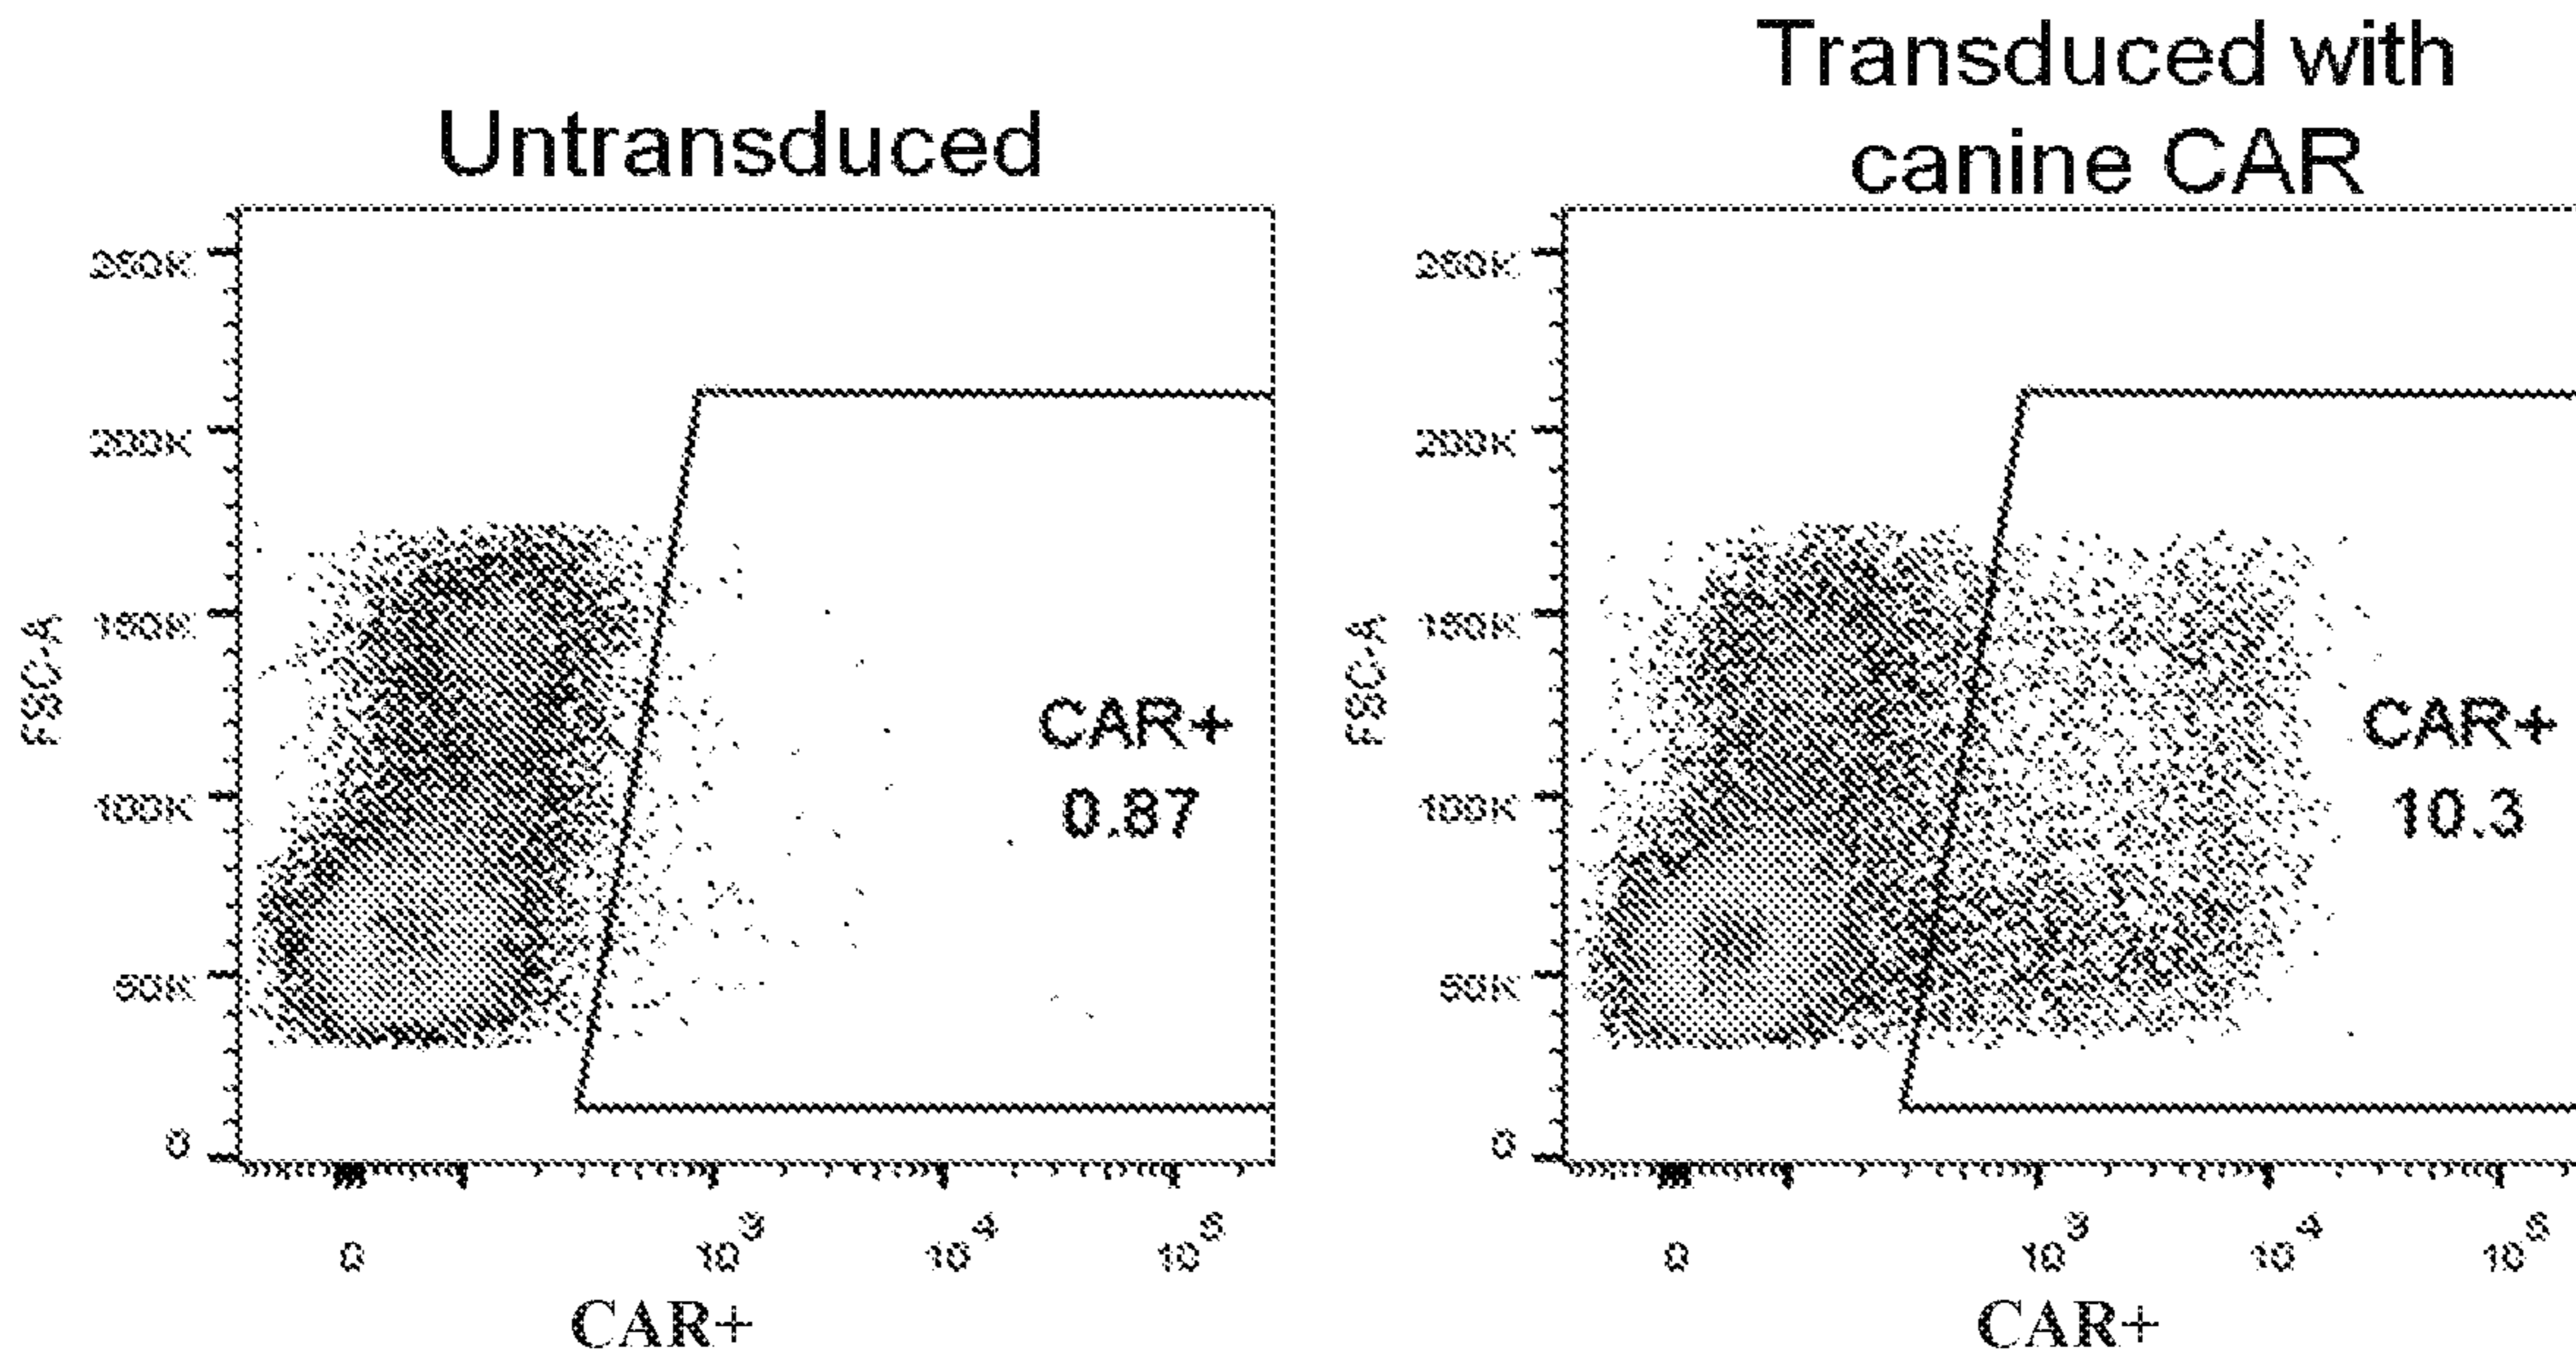 Untransduced
Transduced with
canine CAR
250K
200K
150K
100K
50K
0
FSC-A
CAR+
0.87
0
10^3
10^4
10^5
CAR+
250K
200K
150K
100K
50K
0
FSC-A
CAR+
10.3
0
10^3
10^4
10^5
CAR+